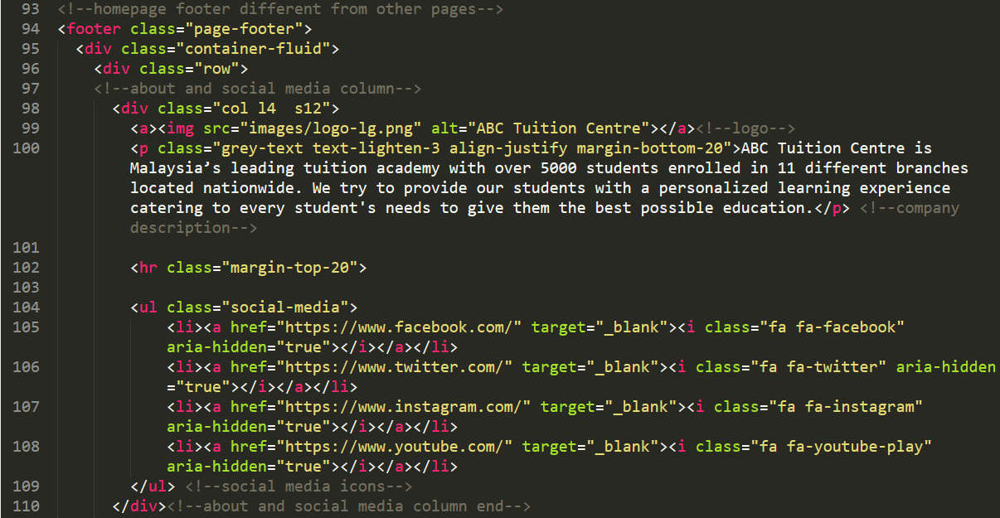 93 <!--homepage footer different from other pages-->
94 <footer class="page-footer">
95 <div class="container-fluid">
96 <div class="row">
97 <!--about and social media column-->
98 <div class="col l4  s12">
99 <a><img src="images/logo-lg.png" alt="ABC Tuition Centre"></a><!--logo-->
100 <p class="grey-text text-lighten-3 align-justify margin-bottom-20">ABC Tuition Centre is
Malaysia’s leading tuition academy with over 5000 students enrolled in 11 different branches
located nationwide. We try to provide our students with a personalized learning experience
catering to every student's needs to give them the best possible education.</p> <!--company
description-->
101
102 <hr class="margin-top-20">
103
104 <ul class="social-media">
105 <li><a href="https://www.facebook.com/" target="_blank"><i class="fa fa-facebook"
aria-hidden="true"></i></a></li>
106 <li><a href="https://www.twitter.com/" target="_blank"><i class="fa fa-twitter" aria-hidden
="true"></i></a></li>
107 <li><a href="https://www.instagram.com/" target="_blank"><i class="fa fa-instagram"
aria-hidden="true"></i></a></li>
108 <li><a href="https://www.youtube.com/" target="_blank"><i class="fa fa-youtube-play"
aria-hidden="true"></i></a></li>
109 </ul> <!--social media icons-->
110 </div><!--about and social media column end-->